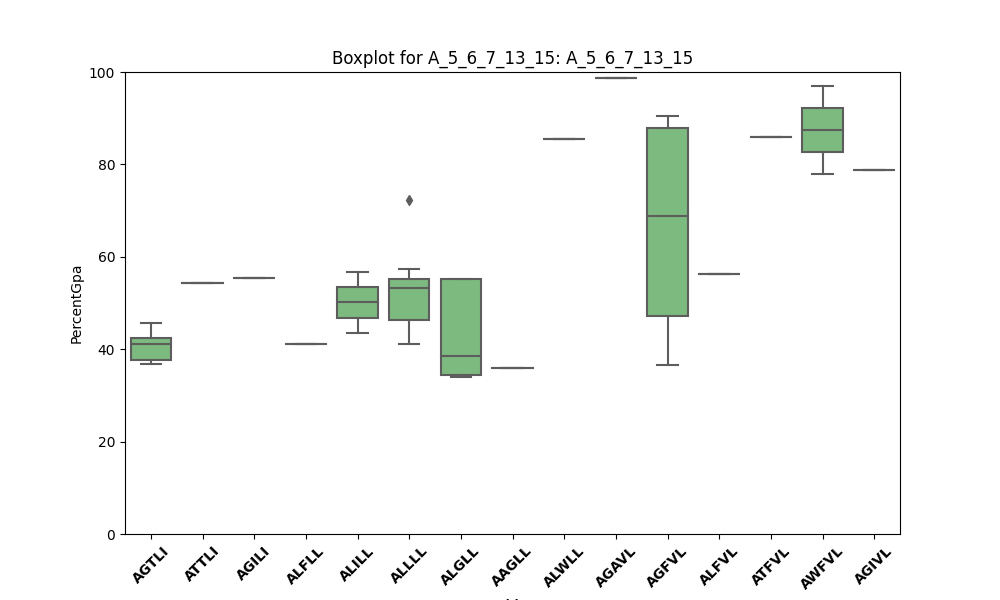 Boxplot for A_5_6_7_13_15: A_5_6_7_13_15
100
80
60
40
20
0
PercentGpa
AGTLI
ATTLI
AGILI
ALFLL
ALILL
ALLLL
ALGLL
AAGLL
ALWLL
AGAVL
AGFVL
ALFVL
ATFVL
AWFVL
AGIVL